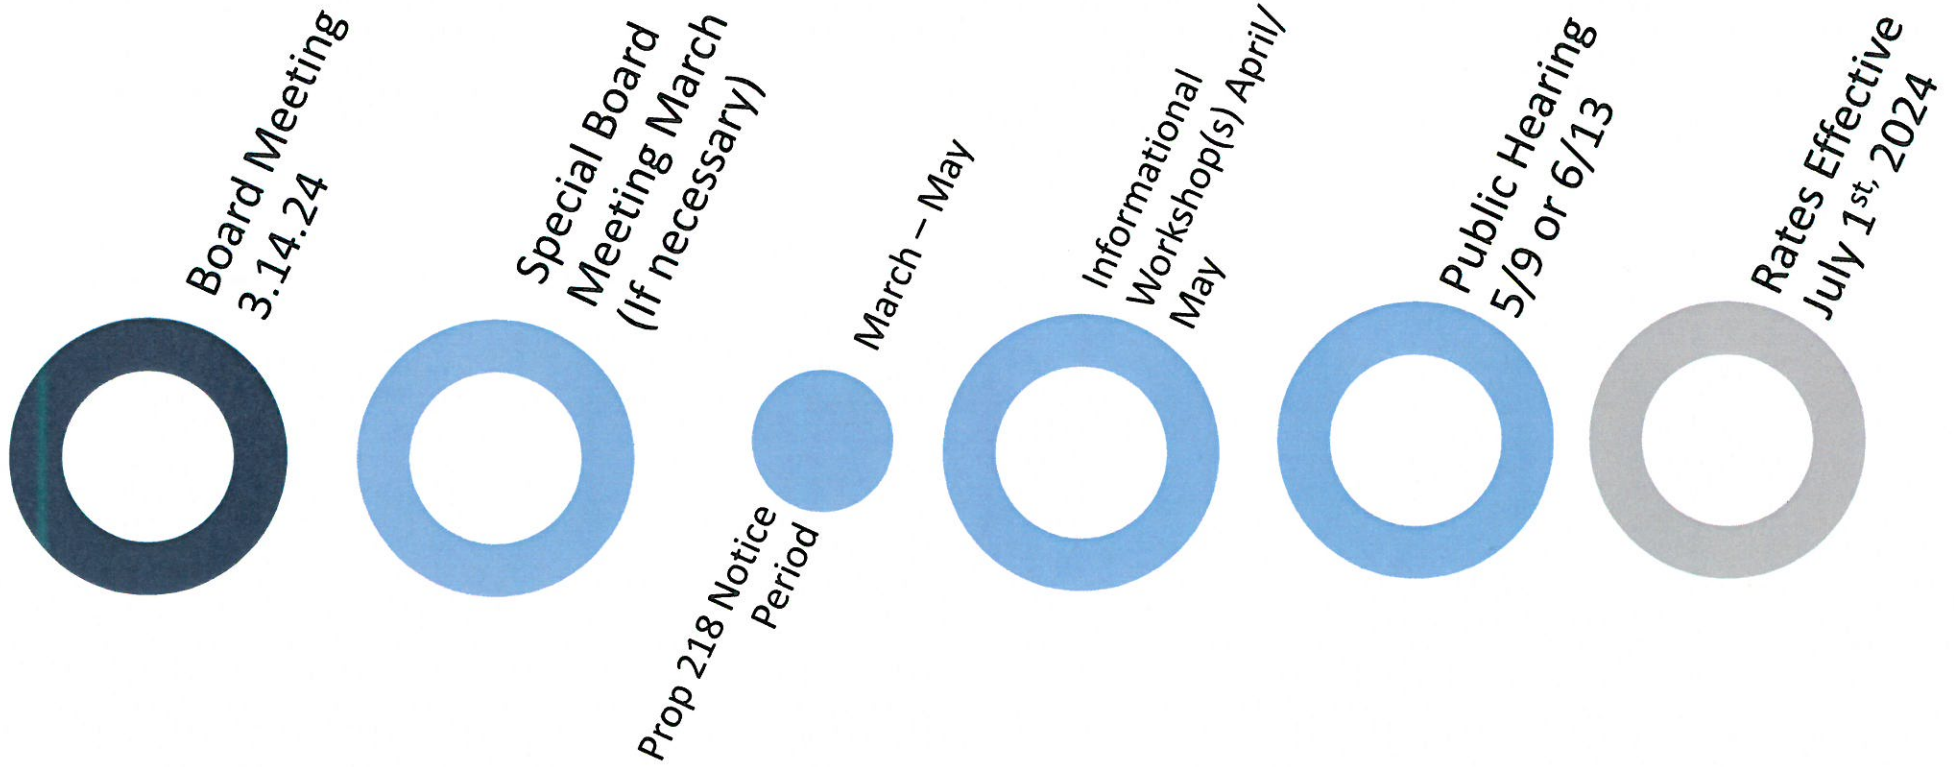 Board Meeting
3.14.24
Special Board
Meeting March
(If necessary)
Prop 218 Notice
Period
March – May
Informational
Workshop(s) April/
May
Public Hearing
5/9 or 6/13
Rates Effective
July 1st, 2024